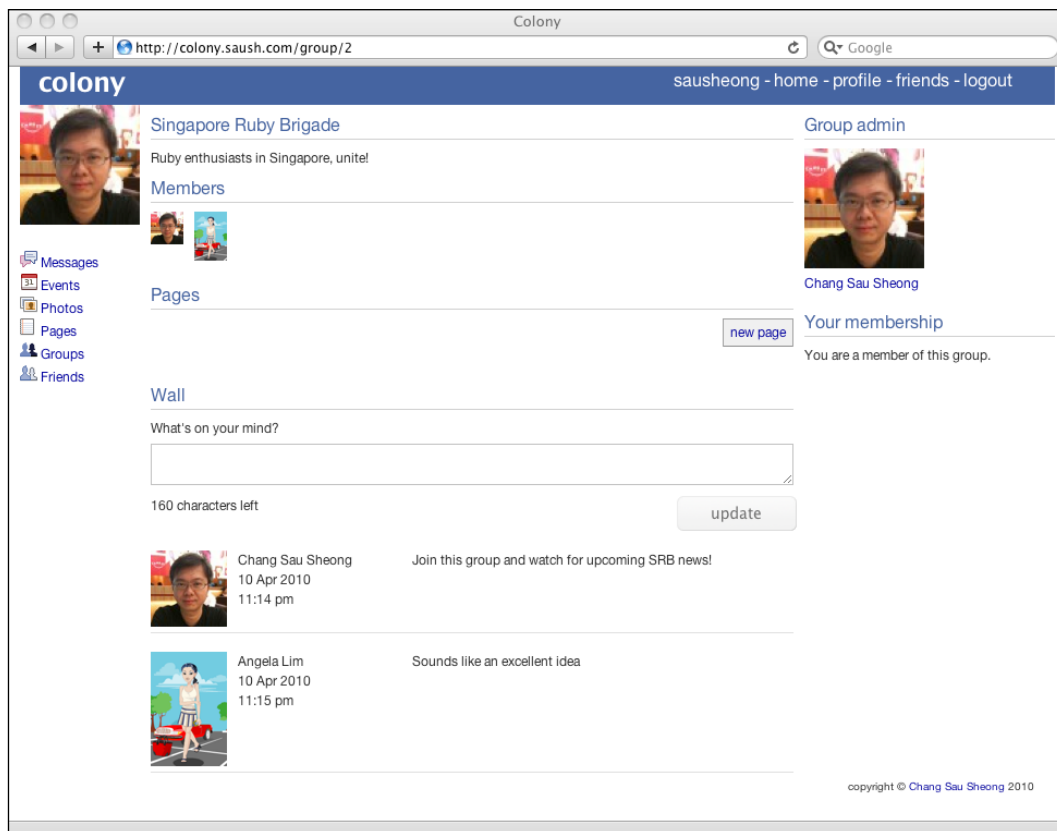 Colony
http://colony.saush.com/group/2
Google
colony
sausheong - home - profile - friends - logout
Messages
31 Events
Photos
Pages
Groups
Friends
Singapore Ruby Brigade
Ruby enthusiasts in Singapore, unite!
Members
Pages
new page
Wall
What's on your mind?
160 characters left
update
Chang Sau Sheong
10 Apr 2010
11:14 pm
Join this group and watch for upcoming SRB news!
Angela Lim
10 Apr 2010
11:15 pm
Sounds like an excellent idea
Group admin
Chang Sau Sheong
Your membership
You are a member of this group.
copyright © Chang Sau Sheong 2010